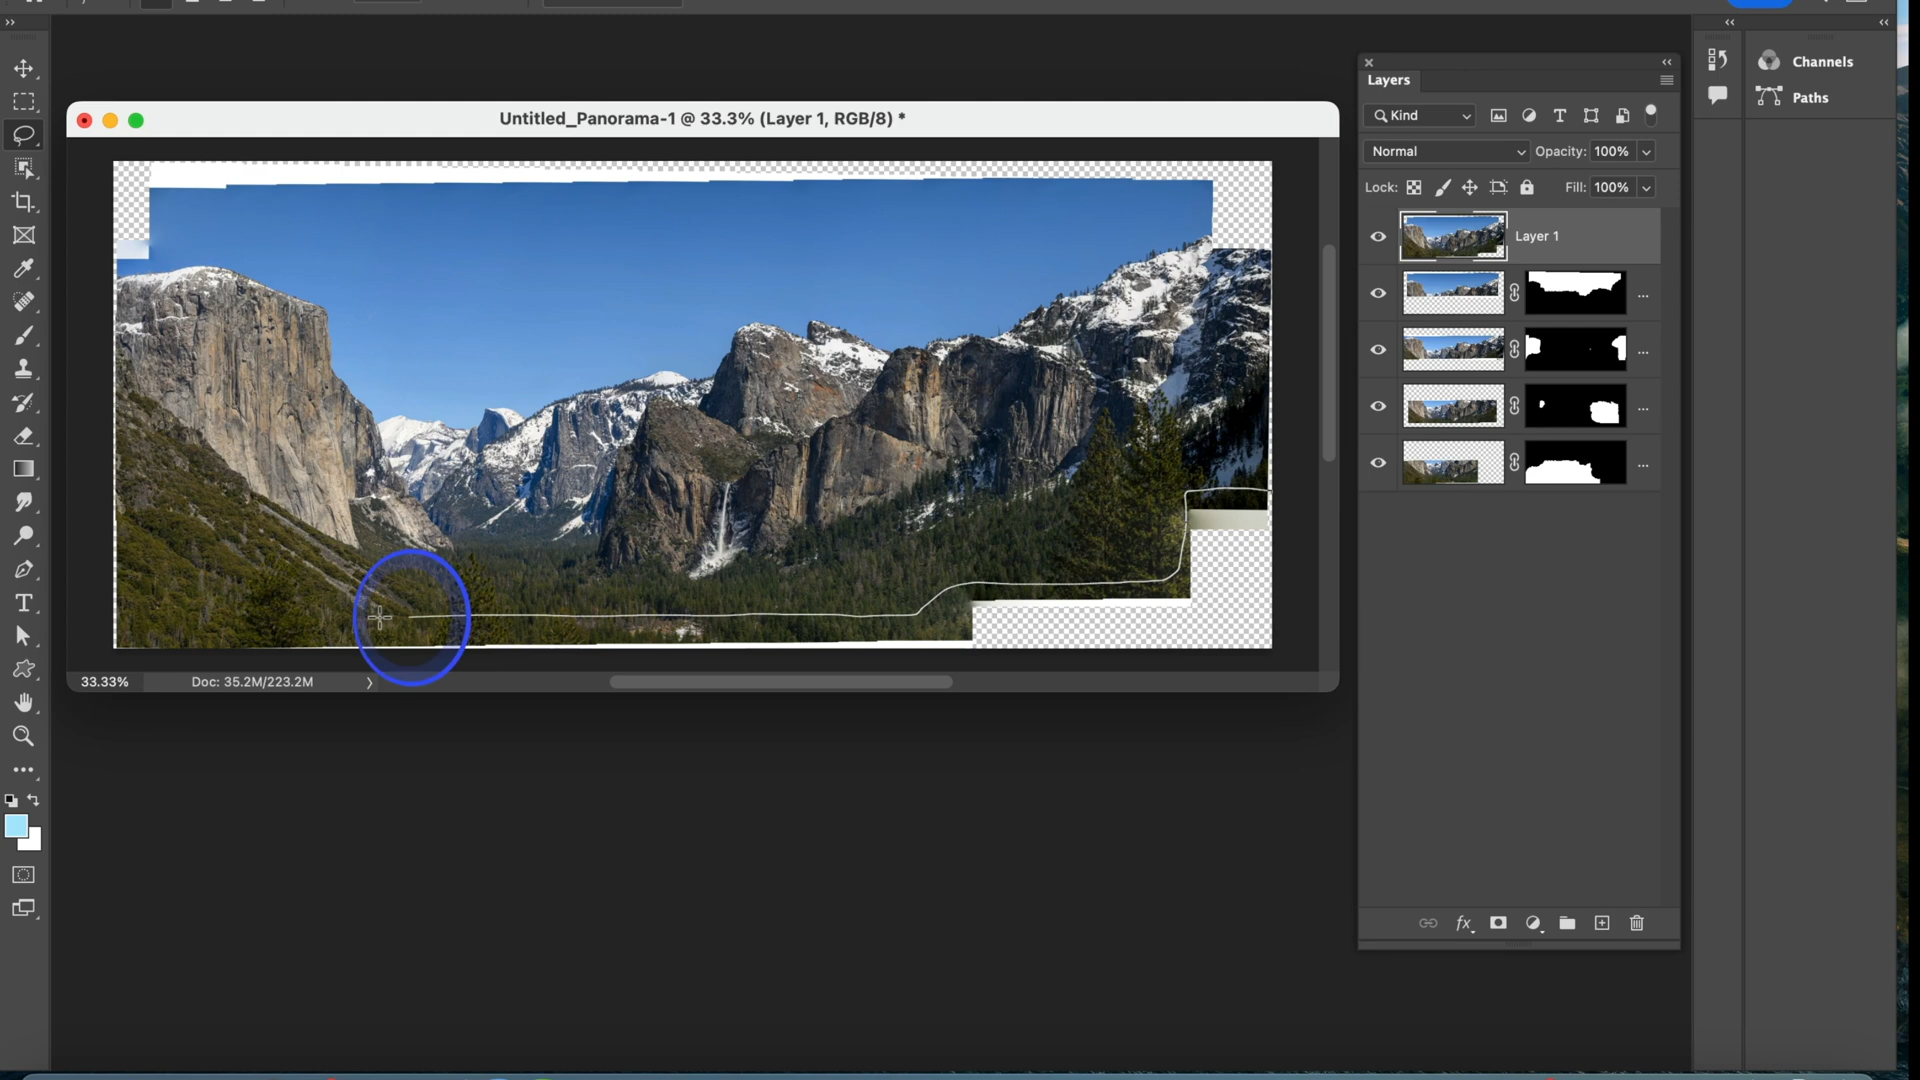 Untitled_Panorama-1 @ 33.3% (Layer 1, RGB/8) *
33.33%
Doc: 35.2M/223.2M
Layers
Kind
Normal
Opacity: 100%
Lock:
Fill: 100%
Layer 1
fx
Channels
Paths